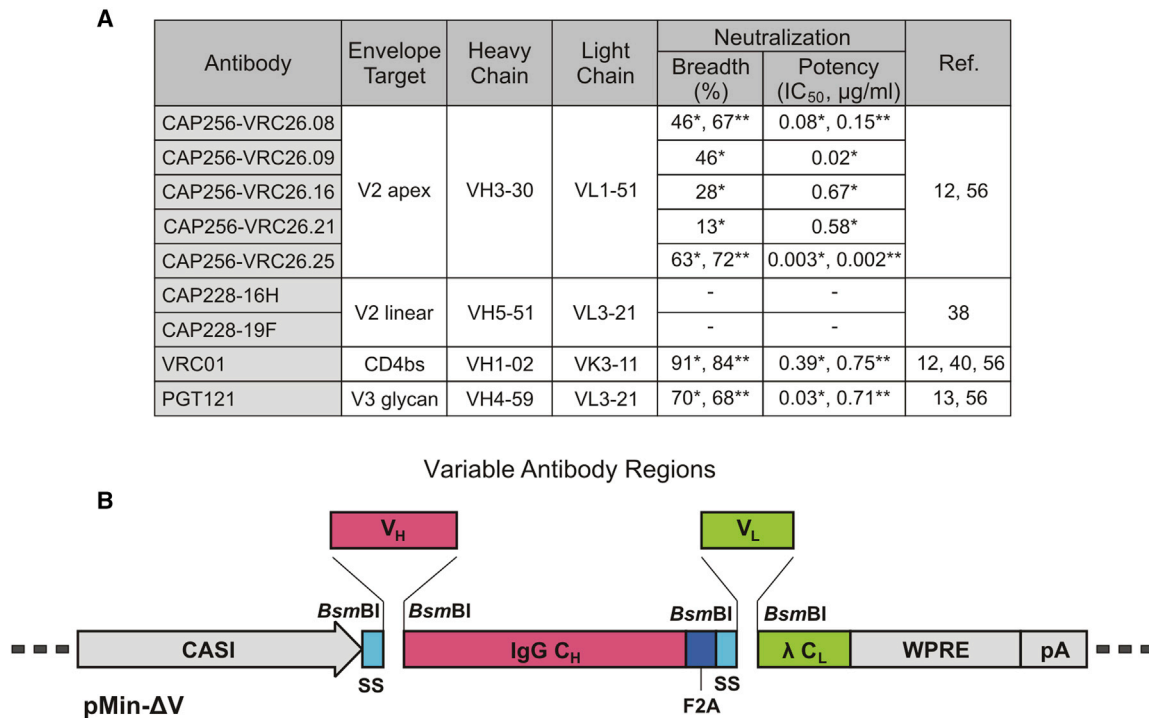 A
Antibody Envelope Target Heavy Chain Light Chain Neutralization Ref.
Breadth (%) Potency (IC50, µg/ml)
CAP256-VRC26.08 46*, 67** 0.08*, 0.15**
CAP256-VRC26.09 46* 0.02*
CAP256-VRC26.16 V2 apex VH3-30 VL1-51 28* 0.67* 12, 56
CAP256-VRC26.21 13* 0.58*
CAP256-VRC26.25 63*, 72** 0.003*, 0.002**
CAP228-16H - -
V2 linear VH5-51 VL3-21 38
CAP228-19F - -
VRC01 CD4bs VH1-02 VK3-11 91*, 84** 0.39*, 0.75** 12, 40, 56
PGT121 V3 glycan VH4-59 VL3-21 70*, 68** 0.03*, 0.71** 13, 56
Variable Antibody Regions
B
VH VL
BsmBI BsmBI BsmBI BsmBI
CASI IgG CH λ CL WPRE pA
SS SS
F2A
pMin-ΔV